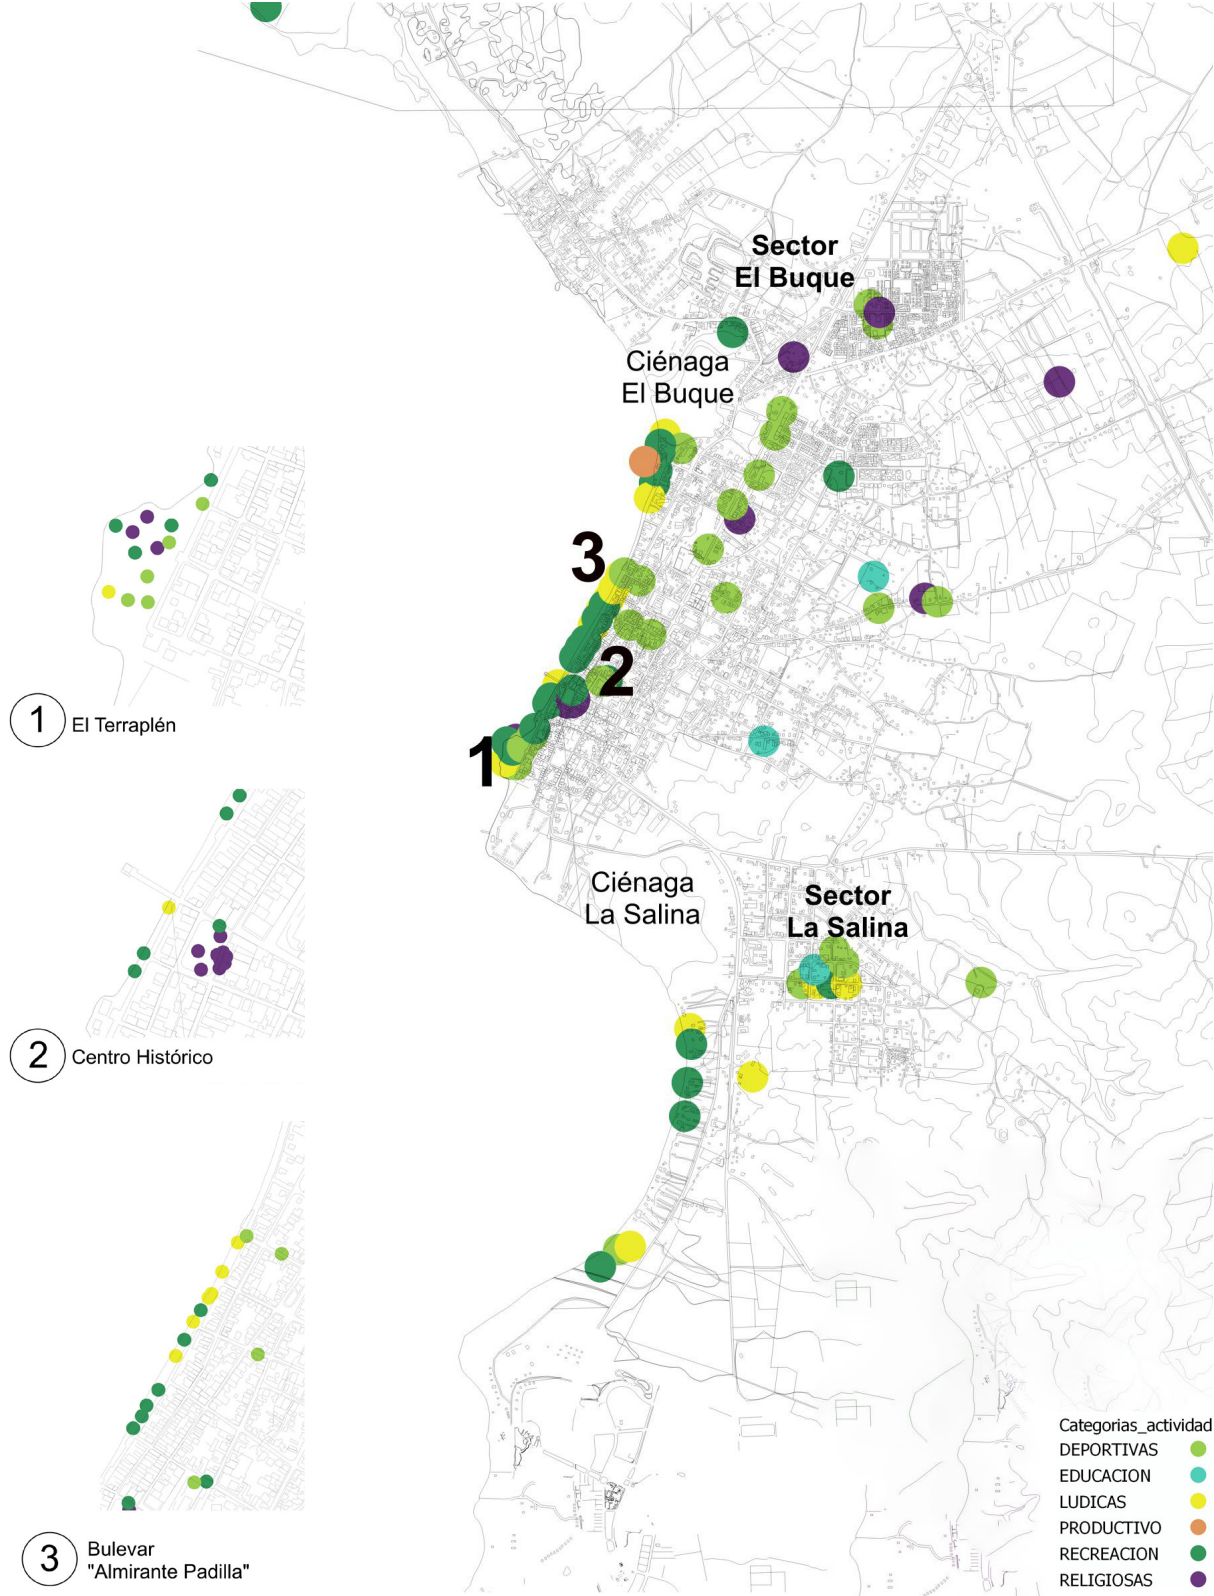 Sector
El Buque
Ciénaga
El Buque
3
2
1
1 El Terraplén
Ciénaga
La Salina
Sector
La Salina
2 Centro Histórico
3 Bulevar
"Almirante Padilla"
Categorias_actividad
DEPORTIVAS
EDUCACION
LUDICAS
PRODUCTIVO
RECREACION
RELIGIOSAS